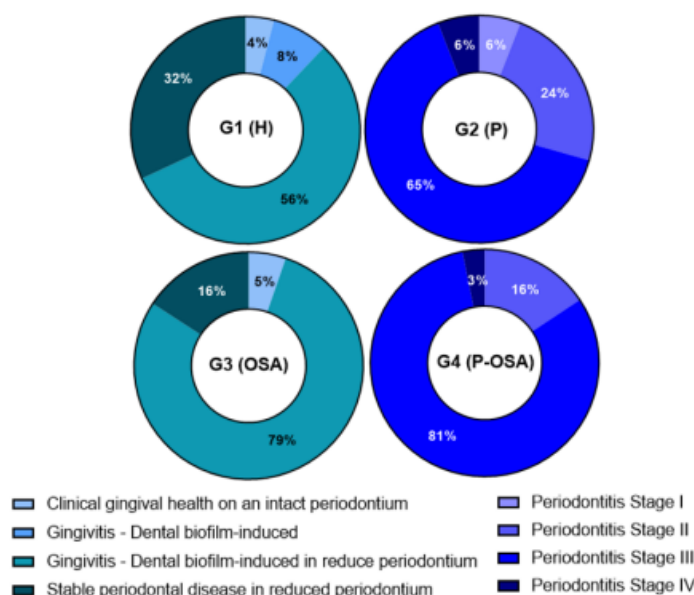 4%
8%
32%
G1 (H)
56%
6%
6%
24%
G2 (P)
65%
5%
16%
G3 (OSA)
79%
3%
16%
G4 (P-OSA)
81%
Clinical gingival health on an intact periodontium
Gingivitis - Dental biofilm-induced
Gingivitis - Dental biofilm-induced in reduce periodontium
Stable periodontal disease in reduced periodontium
Periodontitis Stage I
Periodontitis Stage II
Periodontitis Stage III
Periodontitis Stage IV